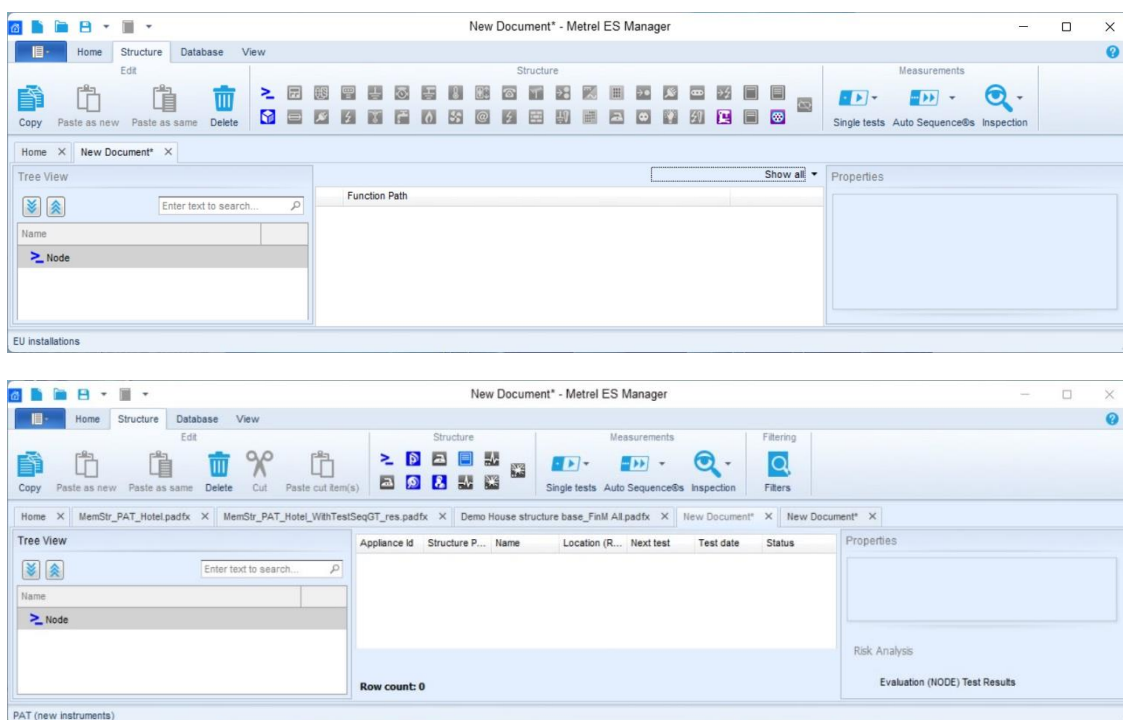 New Document* - Metrel ES Manager
Home Structure Database View
Edit Structure Measurements
Copy Paste as new Paste as same Delete Single tests Auto Sequence®s Inspection
Home New Document*
Tree View Show all Properties
Enter text to search... Function Path
Name
Node
EU installations
New Document* - Metrel ES Manager
Home Structure Database View
Edit Structure Measurements Filtering
Copy Paste as new Paste as same Delete Cut Paste cut item(s) Single tests Auto Sequence®s Inspection Filters
Home MemStr_PAT_Hotel.padfx MemStr_PAT_Hotel_WithTestSeqGT_res.padfx Demo House structure base_FinM All.padfx New Document* New Document*
Tree View Appliance Id Structure P... Name Location (R... Next test Test date Status Properties
Enter text to search...
Name
Node
Risk Analysis
Row count: 0 Evaluation (NODE) Test Results
PAT (new instruments)